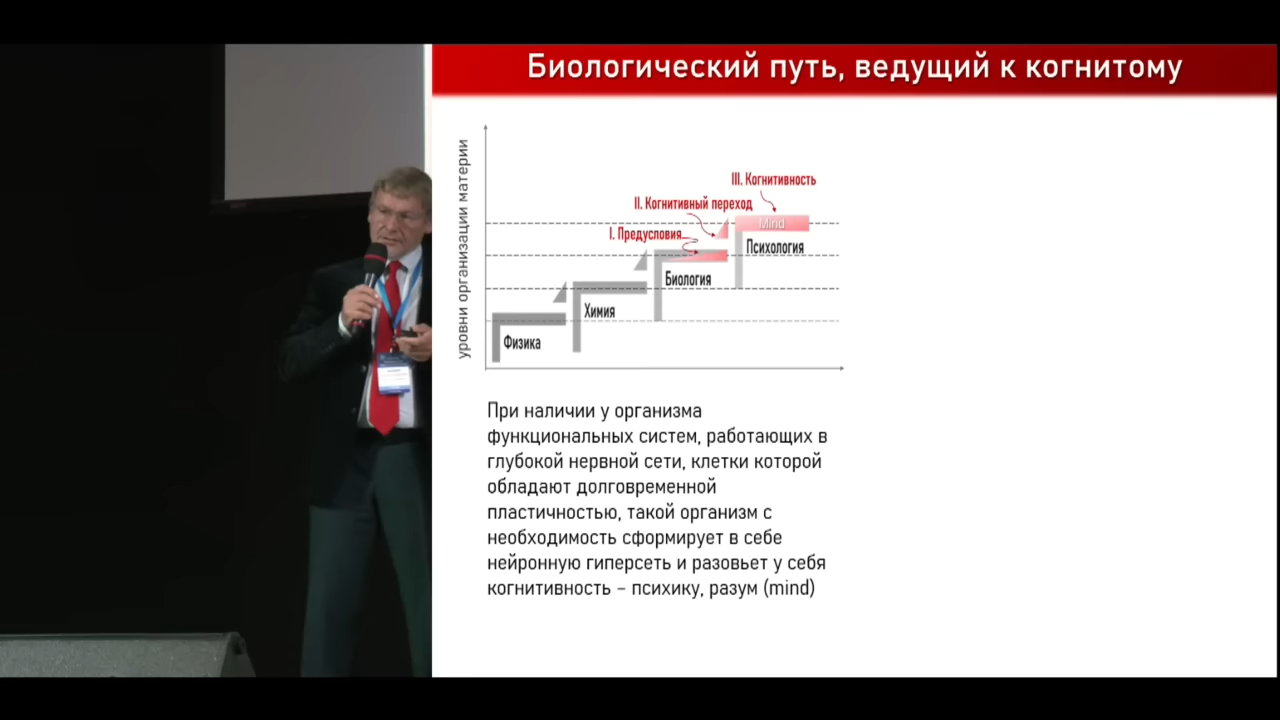 Биологический путь, ведущий к когнитому
уровни организации материи
III. Когнитивность
II. Когнитивный переход
Mind
I. Предусловия
Психология
Биология
Химия
Физика
При наличии у организма
функциональных систем, работающих в
глубокой нервной сети, клетки которой
обладают долговременной
пластичностью, такой организм с
необходимость сформирует в себе
нейронную гиперсеть и разовьет у себя
когнитивность – психику, разум (mind)